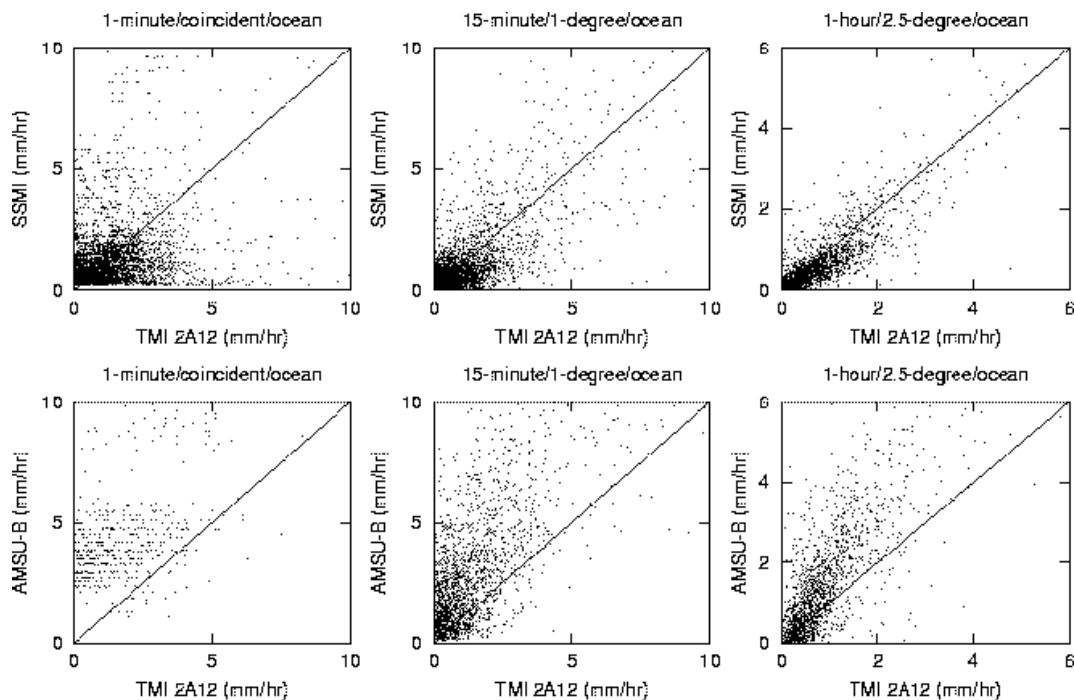 1-minute/coincident/ocean
15-minute/1-degree/ocean
1-hour/2.5-degree/ocean
10
5
0
SSMI (mm/hr)
0
5
10
TMI 2A12 (mm/hr)
10
5
0
SSMI (mm/hr)
0
5
10
TMI 2A12 (mm/hr)
6
4
2
0
SSMI (mm/hr)
0
2
4
6
TMI 2A12 (mm/hr)
1-minute/coincident/ocean
15-minute/1-degree/ocean
1-hour/2.5-degree/ocean
10
5
0
AMSU-B (mm/hr)
0
5
10
TMI 2A12 (mm/hr)
10
5
0
AMSU-B (mm/hr)
0
5
10
TMI 2A12 (mm/hr)
6
4
2
0
AMSU-B (mm/hr)
0
2
4
6
TMI 2A12 (mm/hr)